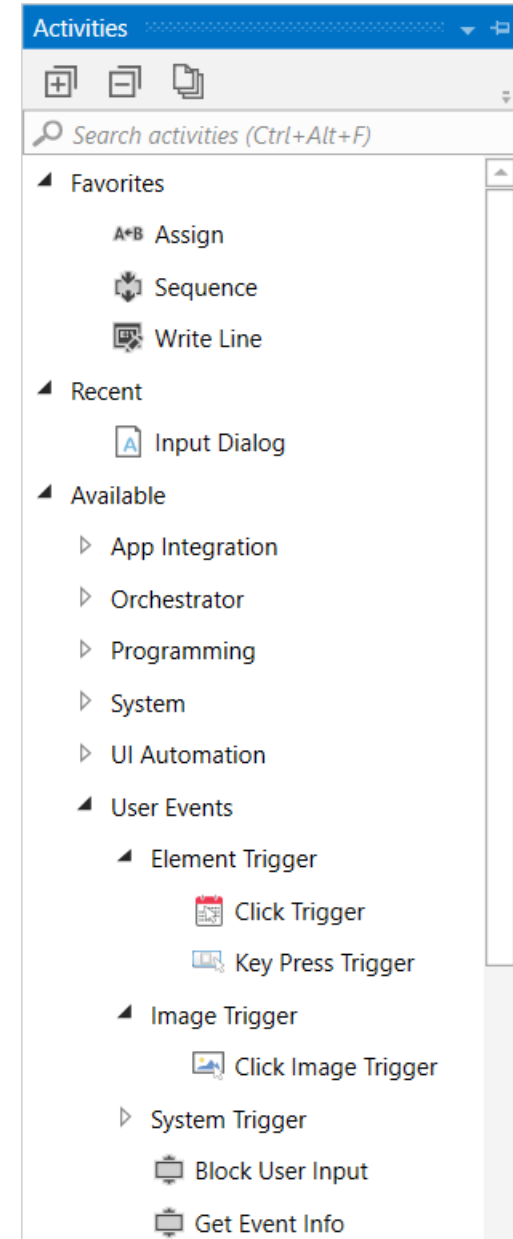 Activities
Search activities (Ctrl+Alt+F)
Favorites
A+B Assign
Sequence
Write Line
Recent
A Input Dialog
Available
App Integration
Orchestrator
Programming
System
UI Automation
User Events
Element Trigger
Click Trigger
Key Press Trigger
Image Trigger
Click Image Trigger
System Trigger
Block User Input
Get Event Info